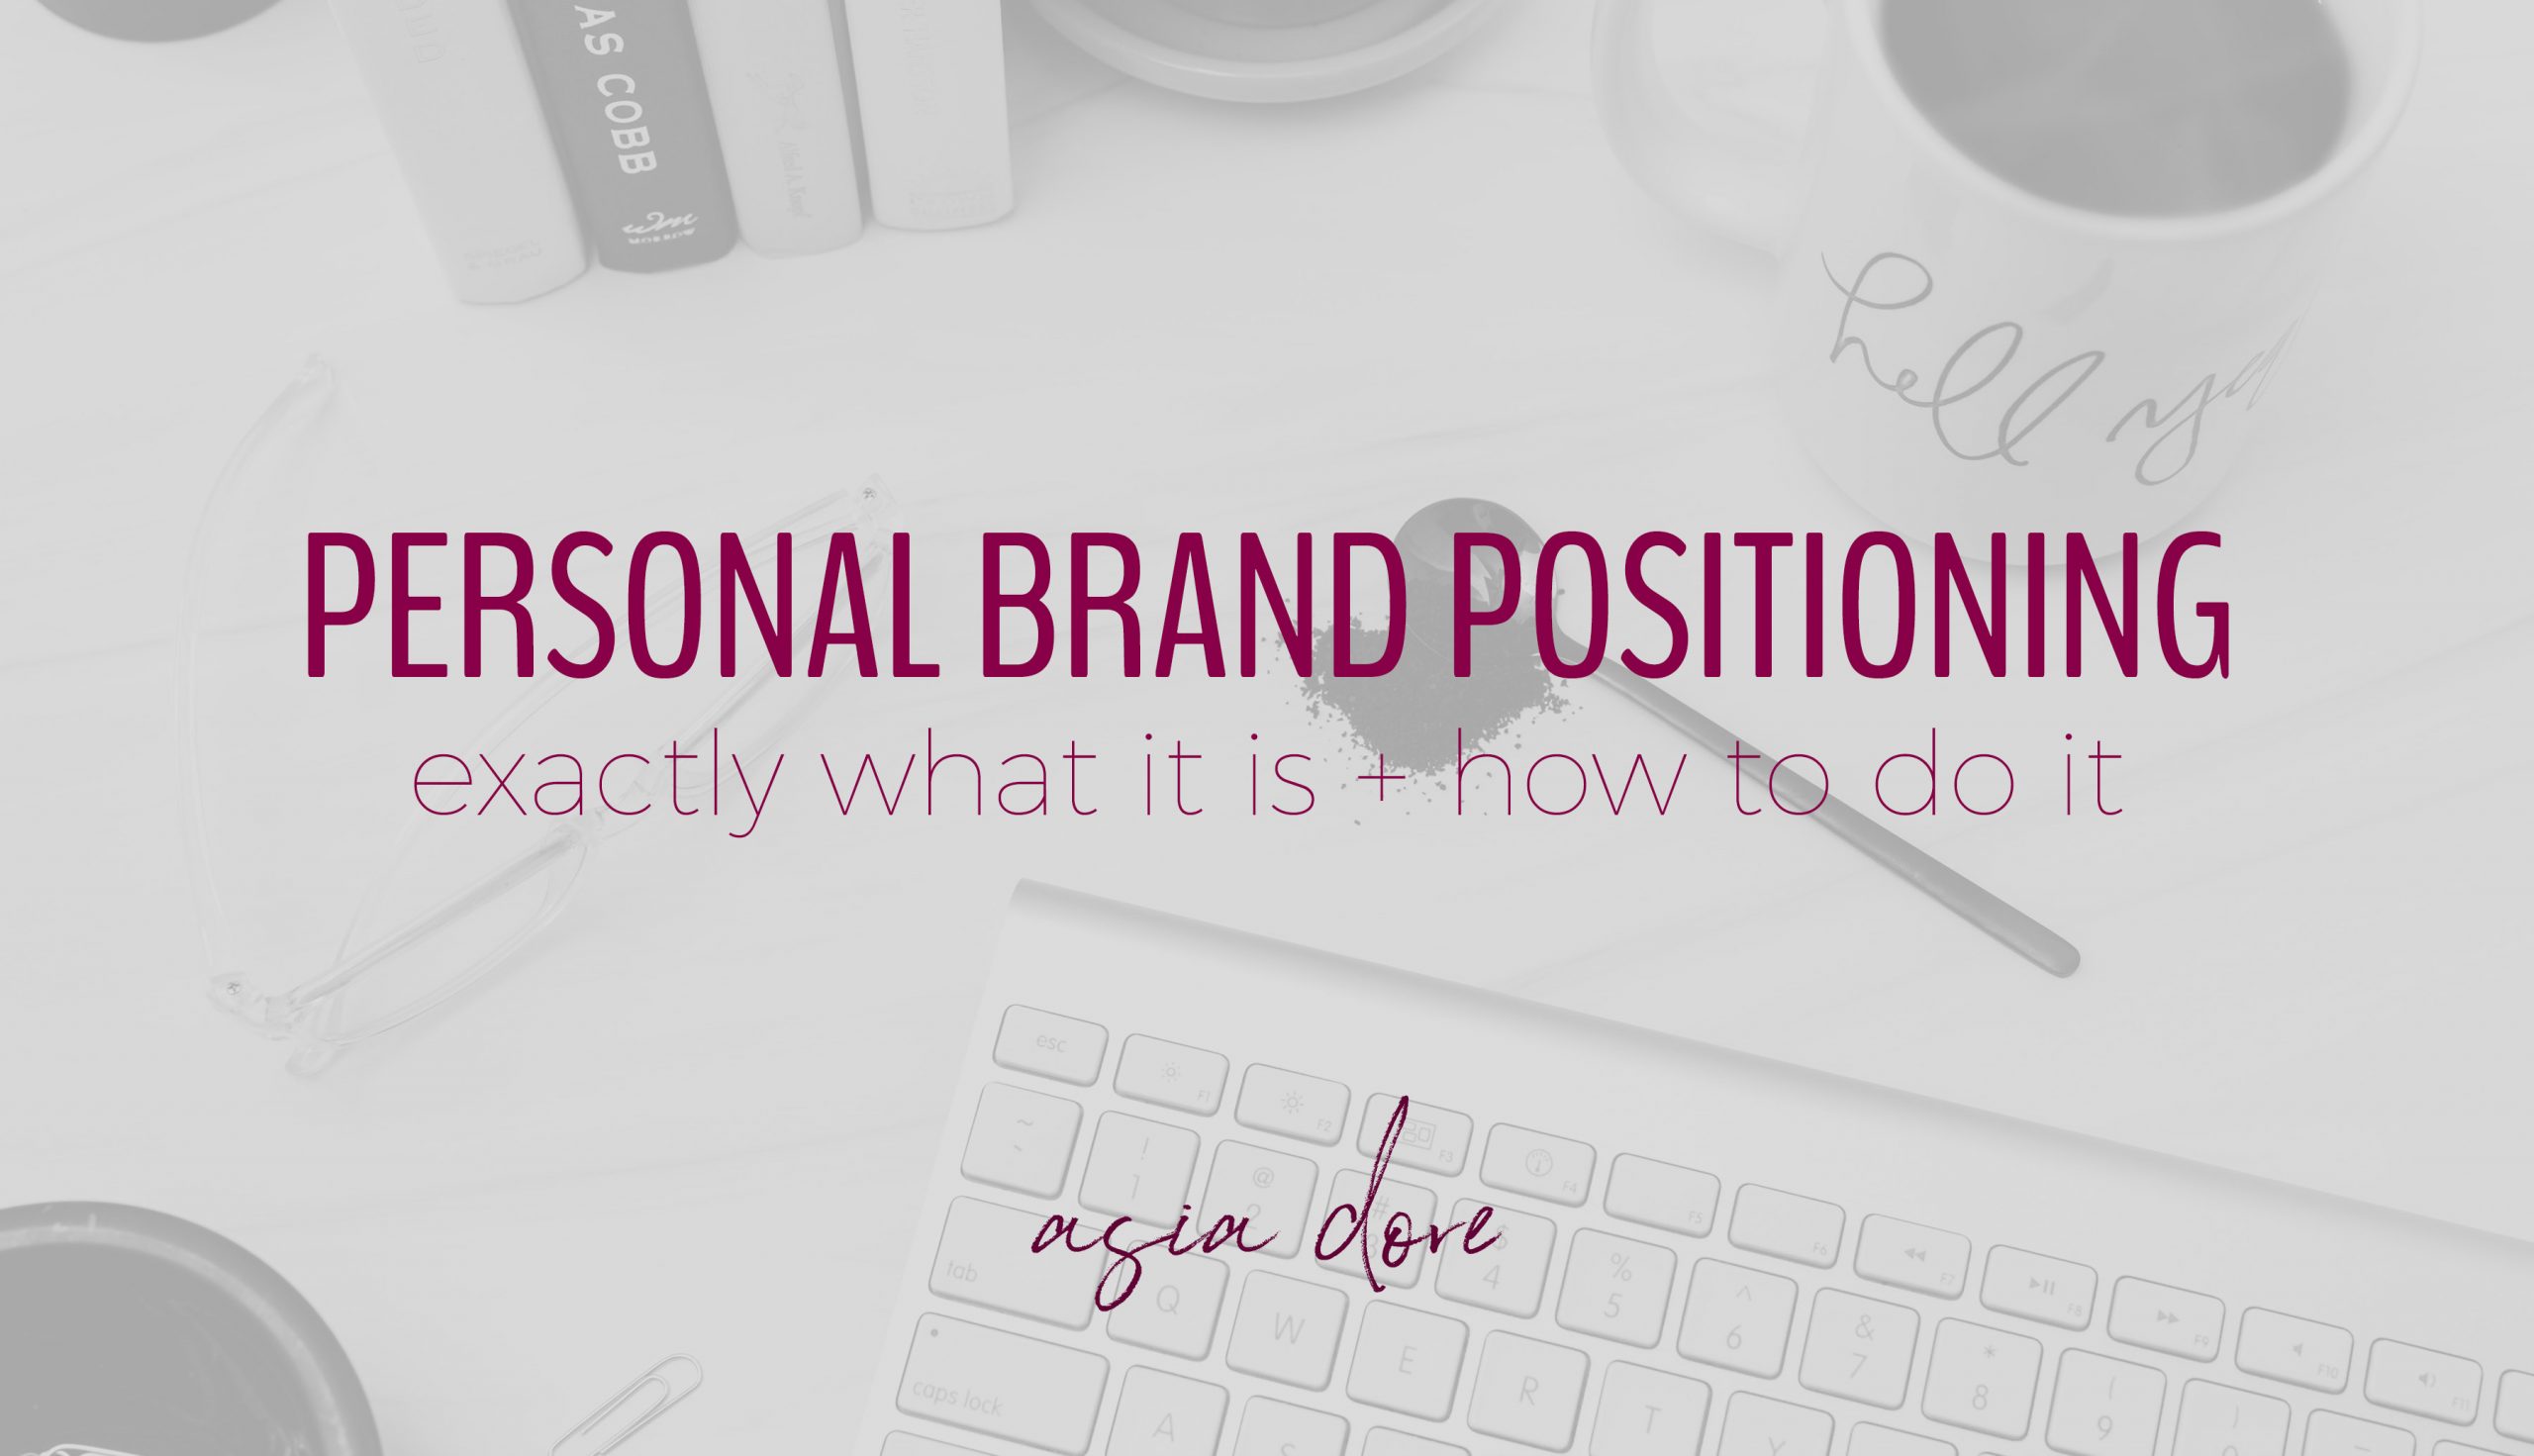 AS COBB
hell ya
PERSONAL BRAND POSITIONING
exactly what it is + how to do it
asia dore
esc
F1
F2
F3
F4
F5
F6
F7
F8
F9
F10
~
!
1
@
2
#
3
$
4
%
5
^
6
&
7
*
8
(
9
)
0
tab
Q
W
E
R
T
Y
caps lock
A
S